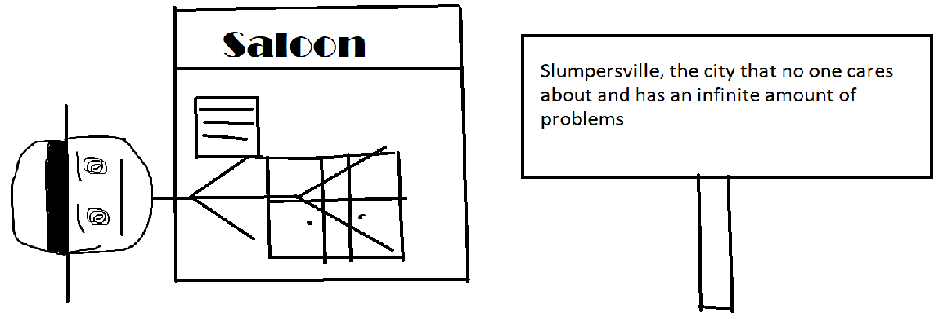 Saloon
Slumpersville, the city that no one cares
about and has an infinite amount of
problems